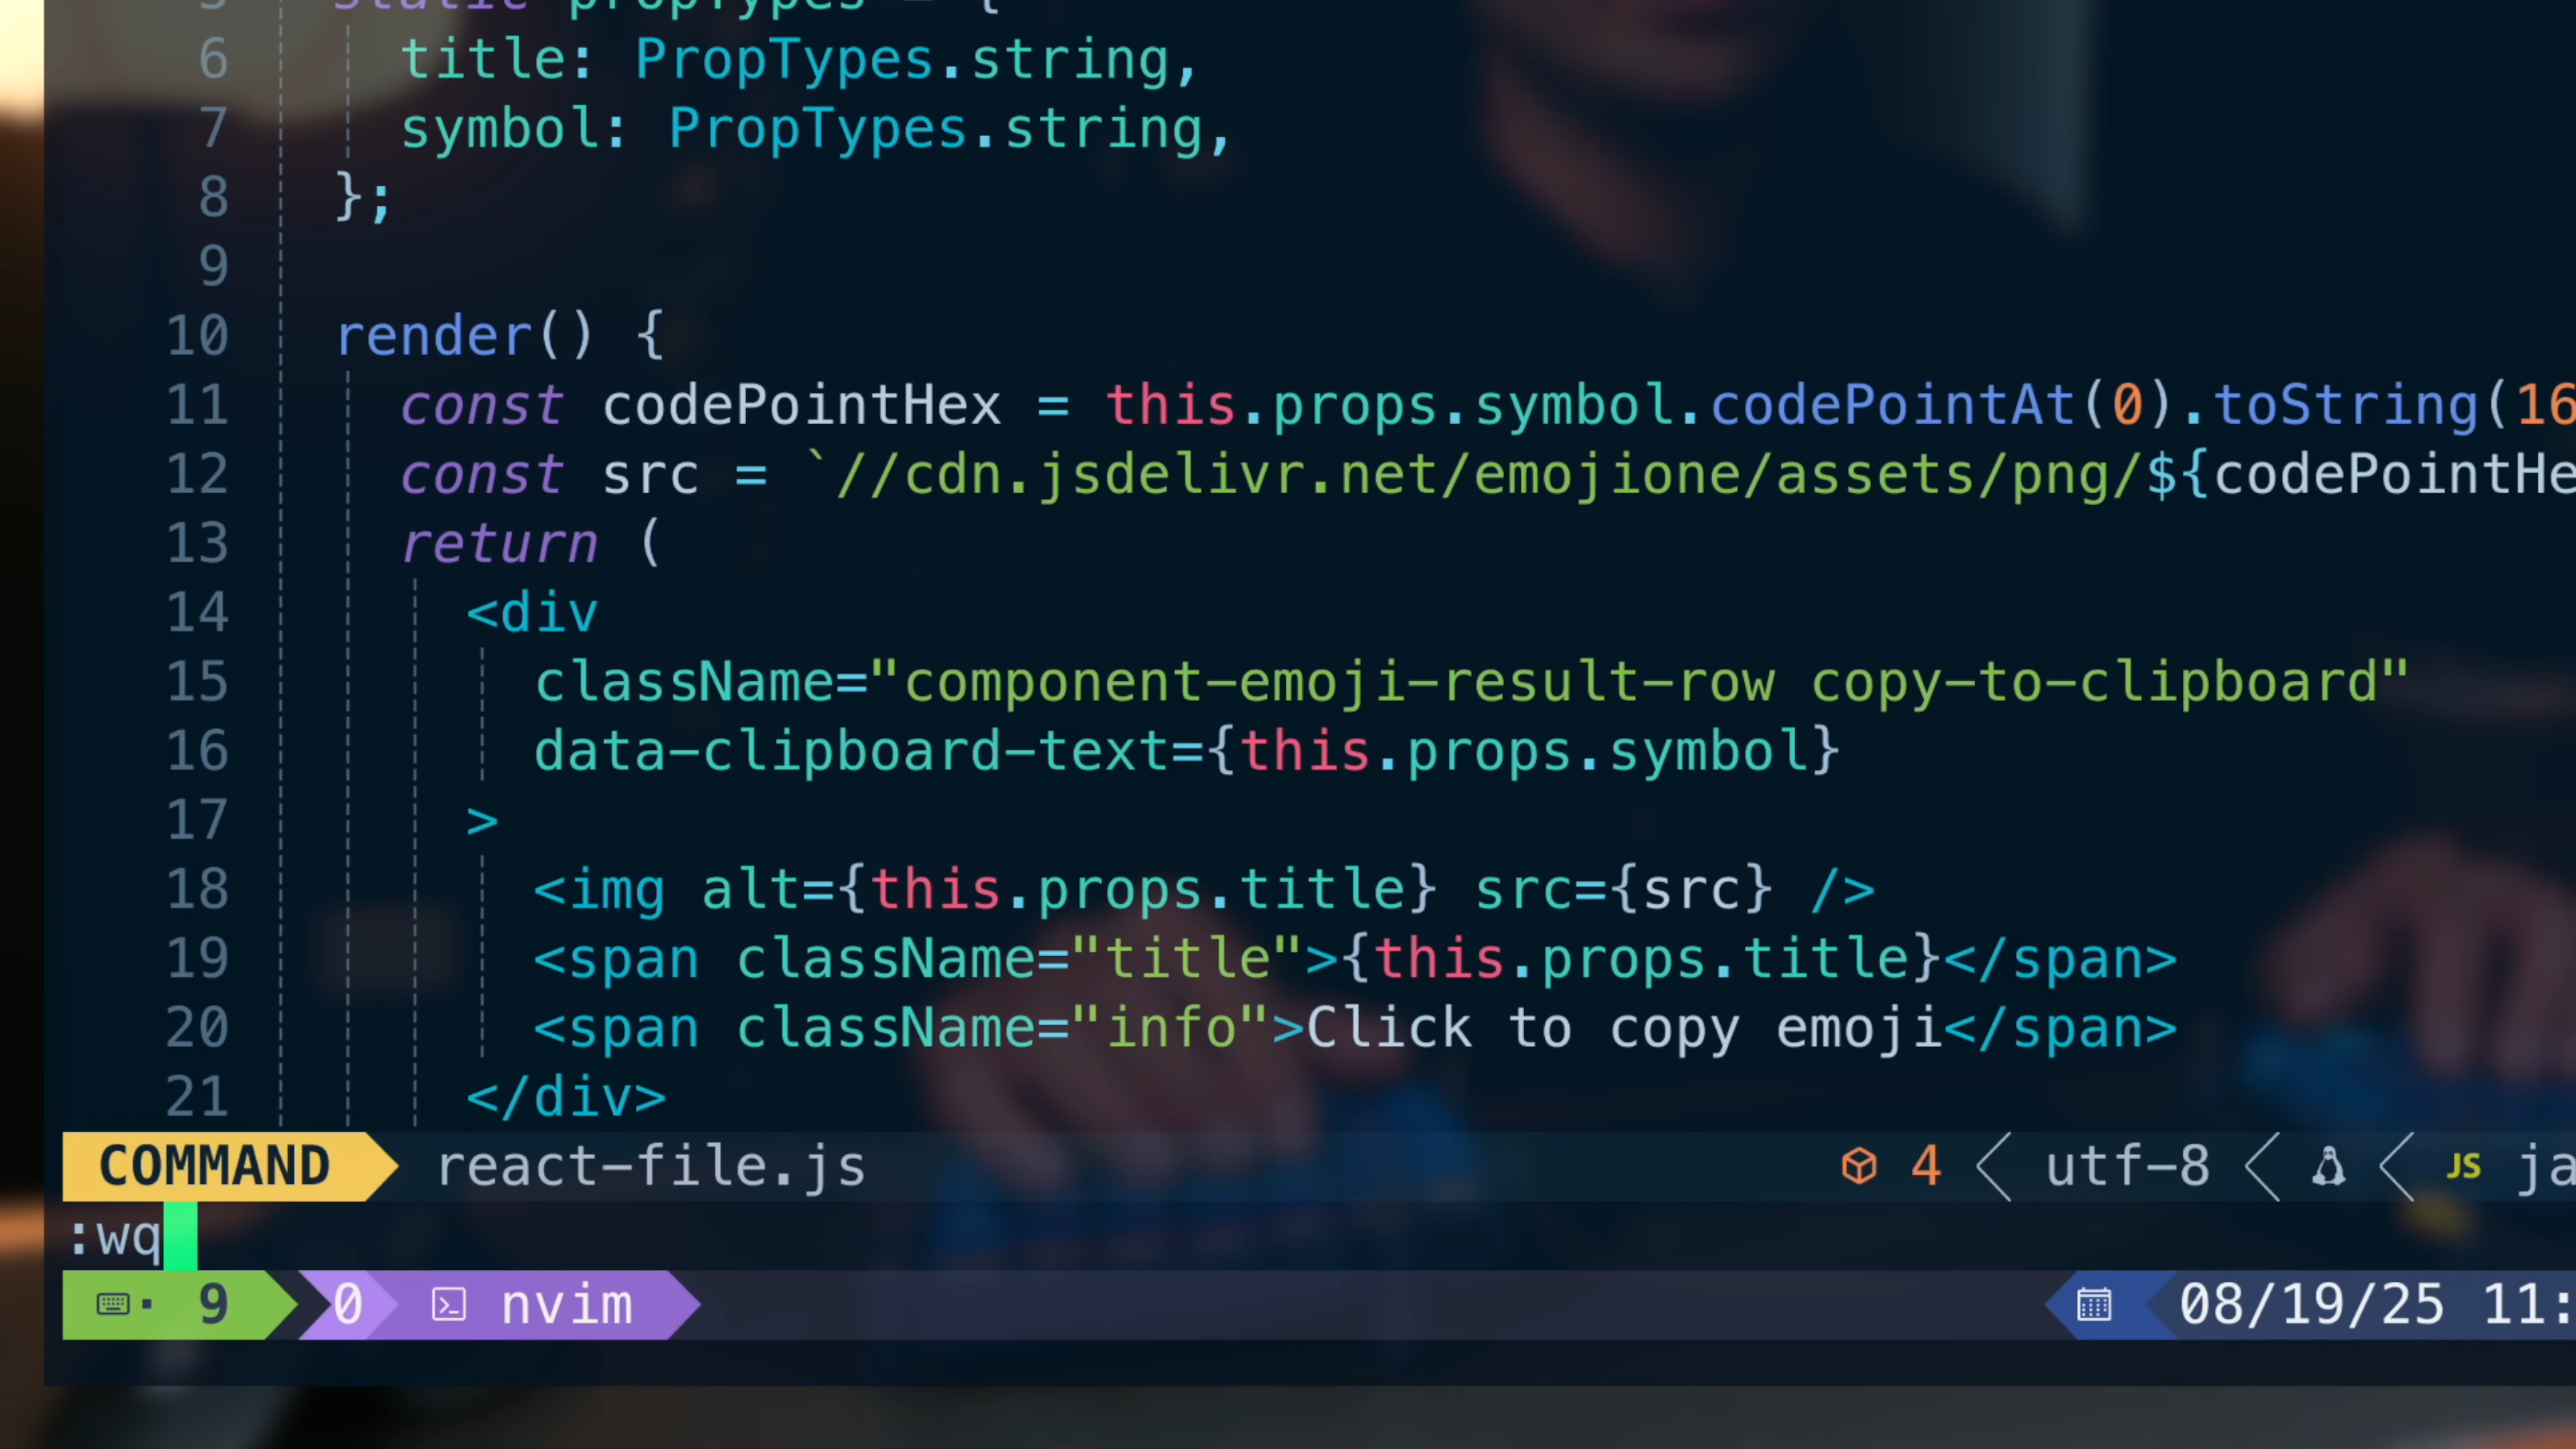 5 static propTypes = {
6 title: PropTypes.string,
7 symbol: PropTypes.string,
8 };
9
10 render() {
11 const codePointHex = this.props.symbol.codePointAt(0).toString(16
12 const src = `//cdn.jsdelivr.net/emojione/assets/png/${codePointHe
13 return (
14 <div
15 className="component-emoji-result-row copy-to-clipboard"
16 data-clipboard-text={this.props.symbol}
17 >
18 <img alt={this.props.title} src={src} />
19 <span className="title">{this.props.title}</span>
20 <span className="info">Click to copy emoji</span>
21 </div>
COMMAND react-file.js 4 utf-8 JS ja
:wq
9 0 nvim 08/19/25 11: